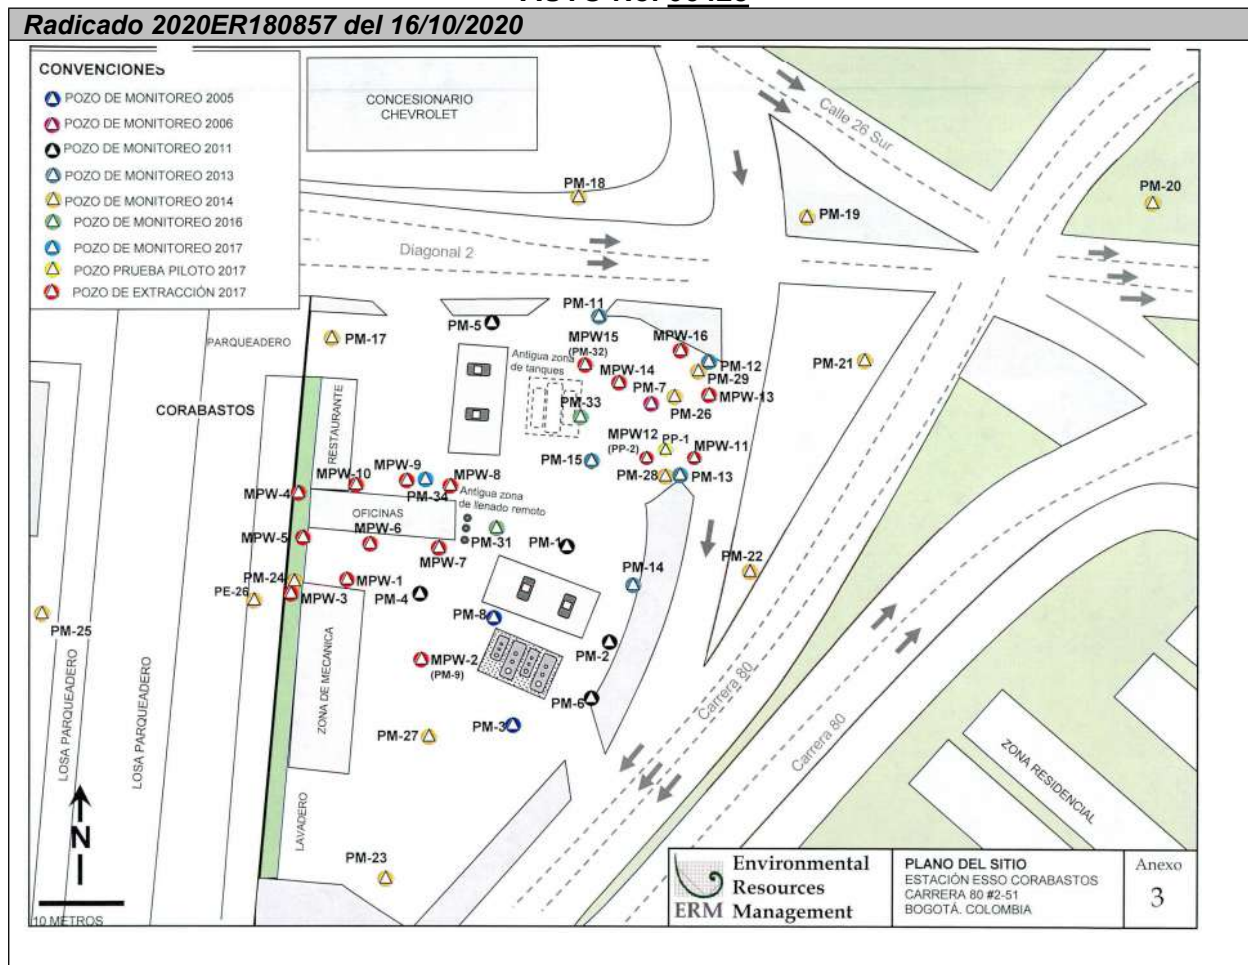 Radicado 2020ER180857 del 16/10/2020
CONVENCIONES
POZO DE MONITOREO 2005
POZO DE MONITOREO 2006
POZO DE MONITOREO 2011
POZO DE MONITOREO 2013
POZO DE MONITOREO 2014
POZO DE MONITOREO 2016
POZO DE MONITOREO 2017
POZO PRUEBA PILOTO 2017
POZO DE EXTRACCIÓN 2017
CONCESIONARIO
CHEVROLET
Calle 26 Sur
PM-18
PM-19
PM-20
Diagonal 2
PM-11
PM-5
PM-17
PARQUEADERO
MPW15
(PM-32)
MPW-16
Antigua zona
de tanques
MPW-14
PM-12
PM-29
PM-21
PM-7
MPW-13
PM-26
CORABASTOS
RESTAURANTE
PM-33
MPW12
(PP-2)
PP-1
MPW-11
PM-15
PM-28
PM-13
MPW-10
MPW-9
PM-34
MPW-8
MPW-4
Antigua zona
de llenado remoto
OFICINAS
MPW-5
MPW-6
PM-31
PM-1
MPW-7
PM-24
PE-26
MPW-1
MPW-3
PM-4
PM-14
PM-22
PM-25
PM-8
PM-2
MPW-2
(PM-9)
PM-6
PM-3
PM-27
ZONA DE MECANICA
LOSA PARQUEADERO
LOSA PARQUEADERO
Carrera 80
Carrera 80
ZONA RESIDENCIAL
LAVADERO
N
PM-23
10 METROS
Environmental
Resources
Management
ERM
PLANO DEL SITIO
ESTACIÓN ESSO CORABASTOS
CARRERA 80 #2-51
BOGOTÁ. COLOMBIA
Anexo
3